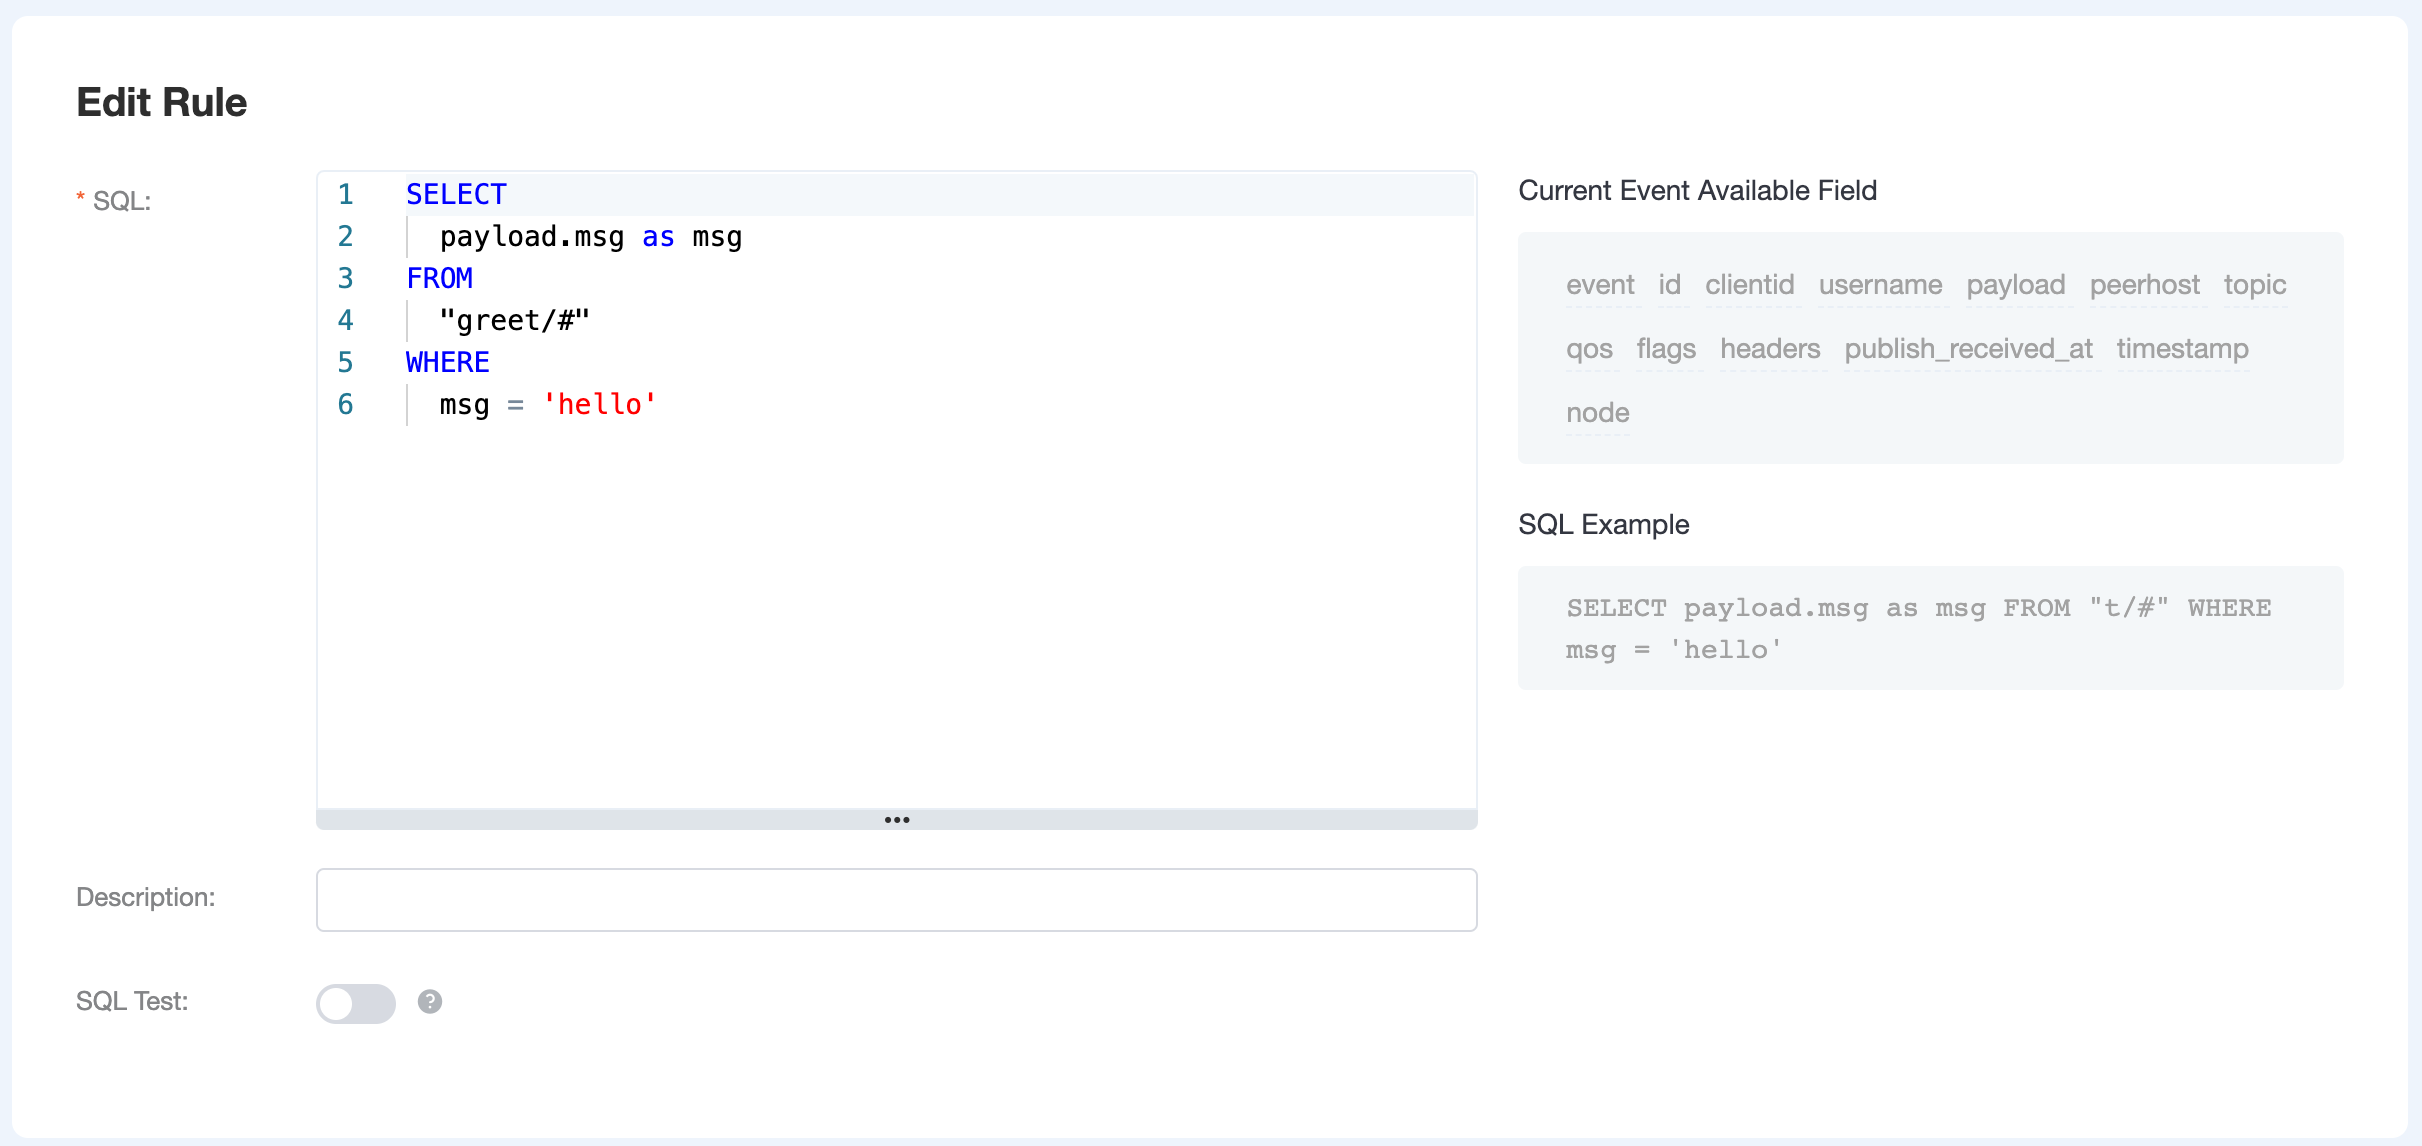 Edit Rule
* SQL:
1 SELECT
2 payload.msg as msg
3 FROM
4 "greet/#"
5 WHERE
6 msg = 'hello'
•••
Current Event Available Field
event id clientid username payload peerhost topic
qos flags headers publish_received_at timestamp
node
SQL Example
SELECT payload.msg as msg FROM "t/#" WHERE
msg = 'hello'
Description:
SQL Test:
?